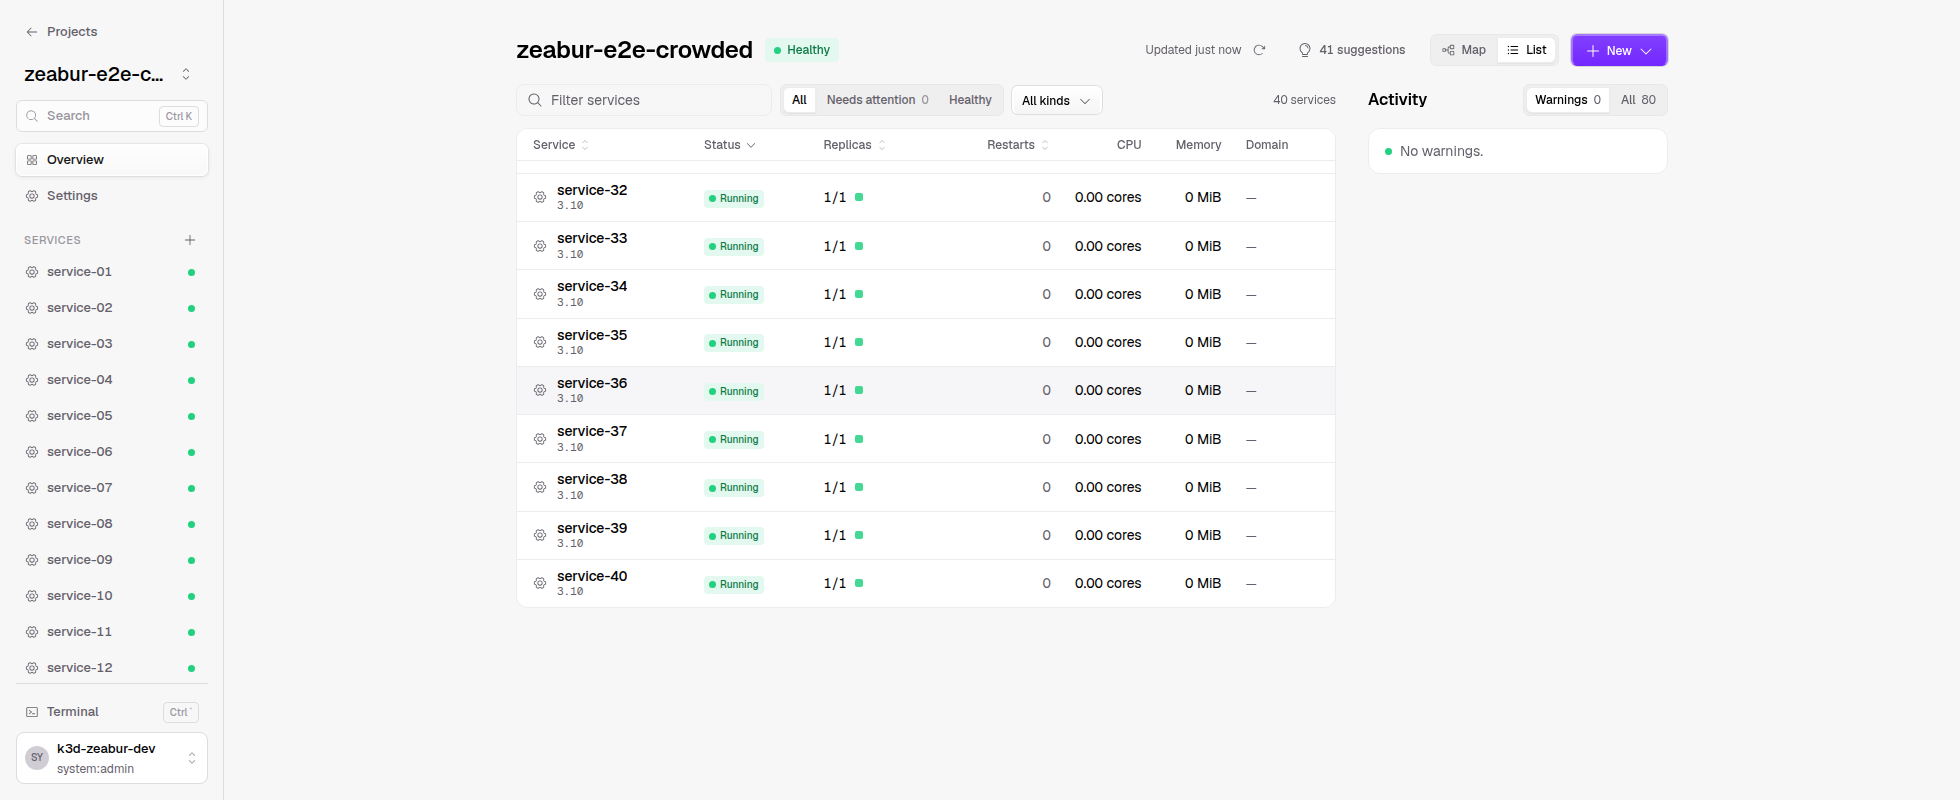 Projects
zeabur-e2e-c...
Search Ctrl K
Overview
Settings
SERVICES
service-01
service-02
service-03
service-04
service-05
service-06
service-07
service-08
service-09
service-10
service-11
service-12
Terminal Ctrl `
SY
k3d-zeabur-dev
system:admin
zeabur-e2e-crowded Healthy
Updated just now 41 suggestions Map List New
Filter services All Needs attention 0 Healthy All kinds 40 services
Service Status Replicas Restarts CPU Memory Domain
service-32 Running 1/1 0 0.00 cores 0 MiB —
3.10
service-33 Running 1/1 0 0.00 cores 0 MiB —
3.10
service-34 Running 1/1 0 0.00 cores 0 MiB —
3.10
service-35 Running 1/1 0 0.00 cores 0 MiB —
3.10
service-36 Running 1/1 0 0.00 cores 0 MiB —
3.10
service-37 Running 1/1 0 0.00 cores 0 MiB —
3.10
service-38 Running 1/1 0 0.00 cores 0 MiB —
3.10
service-39 Running 1/1 0 0.00 cores 0 MiB —
3.10
service-40 Running 1/1 0 0.00 cores 0 MiB —
3.10
Activity Warnings 0 All 80
No warnings.